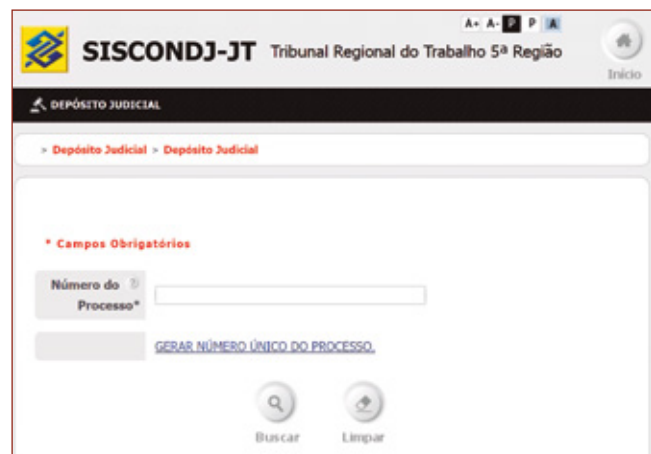 A+ A- P P A
SISCONDJ-JT Tribunal Regional do Trabalho 5ª Região
Início
DEPÓSITO JUDICIAL
> Depósito Judicial > Depósito Judicial
* Campos Obrigatórios
Número do
Processo*
GERAR NÚMERO ÚNICO DO PROCESSO.
Buscar Limpar